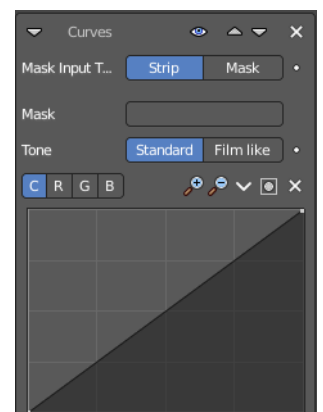 Curves
Mask Input T... Strip Mask
Mask
Tone Standard Film like
C R G B